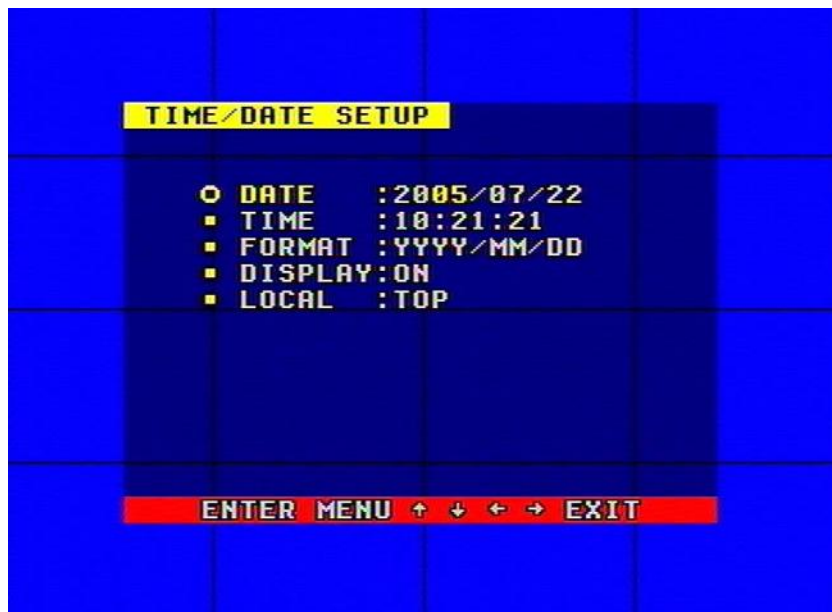 TIME/DATE SETUP
DATE :2005/07/22
TIME :10:21:21
FORMAT :YYYY/MM/DD
DISPLAY:ON
LOCAL :TOP
ENTER MENU ↑ ↓ ← → EXIT